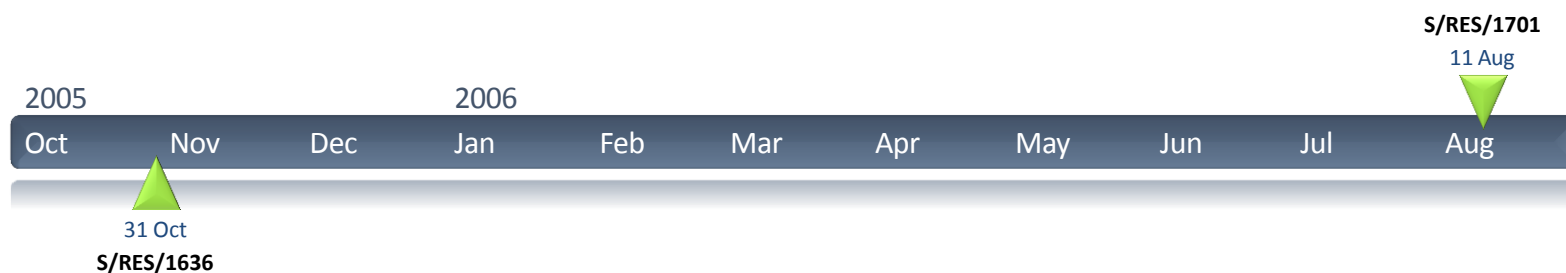 S/RES/1701
11 Aug
2005 2006
Oct Nov Dec Jan Feb Mar Apr May Jun Jul Aug
31 Oct
S/RES/1636